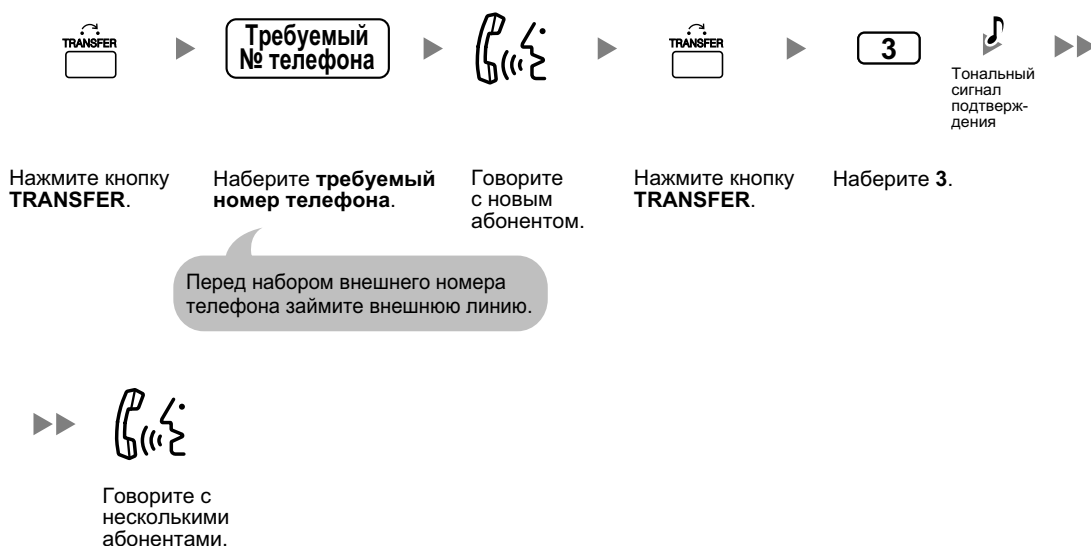 TRANSFER
Требуемый
№ телефона
TRANSFER
3
Тональный
сигнал
подтверж-
дения
Нажмите кнопку
TRANSFER.
Наберите требуемый
номер телефона.
Говорите
с новым
абонентом.
Нажмите кнопку
TRANSFER.
Наберите 3.
Перед набором внешнего номера
телефона займите внешнюю линию.
Говорите с
несколькими
абонентами.